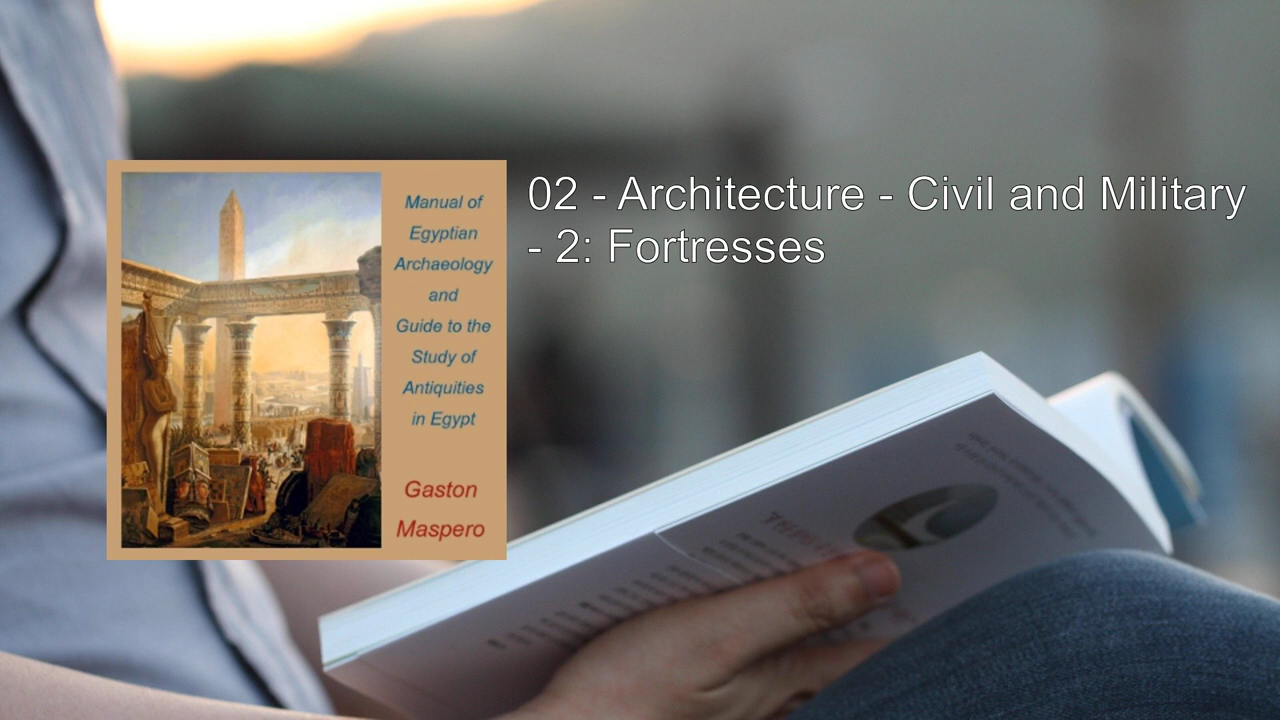 Manual of
Egyptian
Archaeology
and
Guide to the
Study of
Antiquities
in Egypt
Gaston
Maspero
02 - Architecture - Civil and Military
- 2: Fortresses